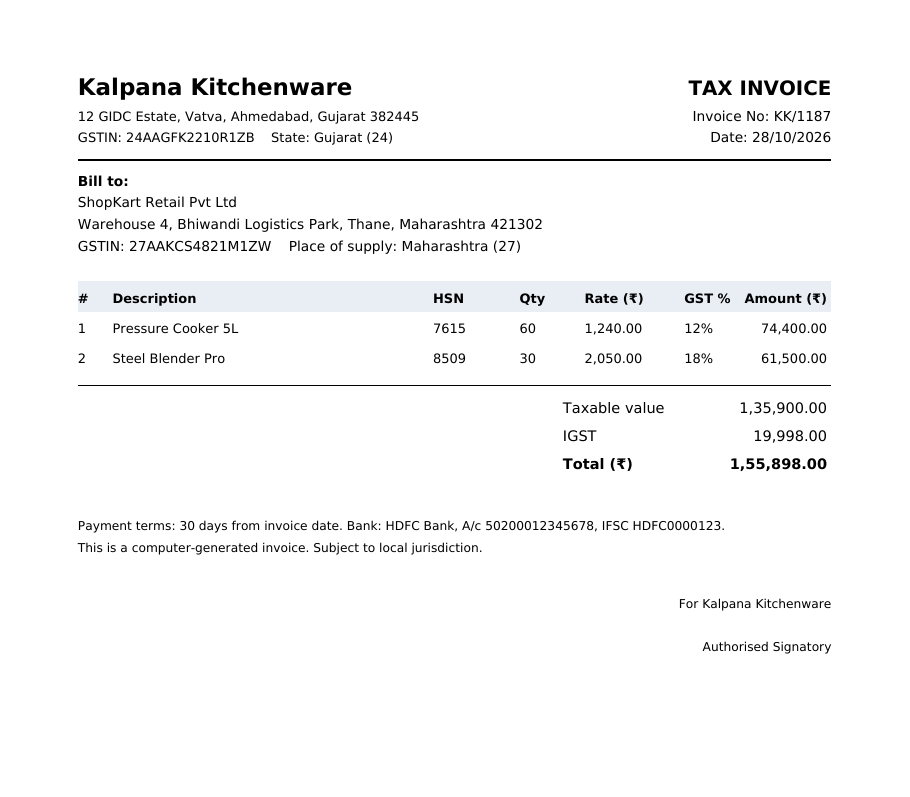 Kalpana Kitchenware TAX INVOICE
12 GIDC Estate, Vatva, Ahmedabad, Gujarat 382445 Invoice No: KK/1187
GSTIN: 24AAGFK2210R1ZB State: Gujarat (24) Date: 28/10/2026
Bill to:
ShopKart Retail Pvt Ltd
Warehouse 4, Bhiwandi Logistics Park, Thane, Maharashtra 421302
GSTIN: 27AAKCS4821M1ZW Place of supply: Maharashtra (27)
# Description HSN Qty Rate (₹) GST % Amount (₹)
1 Pressure Cooker 5L 7615 60 1,240.00 12% 74,400.00
2 Steel Blender Pro 8509 30 2,050.00 18% 61,500.00
Taxable value 1,35,900.00
IGST 19,998.00
Total (₹) 1,55,898.00
Payment terms: 30 days from invoice date. Bank: HDFC Bank, A/c 50200012345678, IFSC HDFC0000123.
This is a computer-generated invoice. Subject to local jurisdiction.
For Kalpana Kitchenware
Authorised Signatory